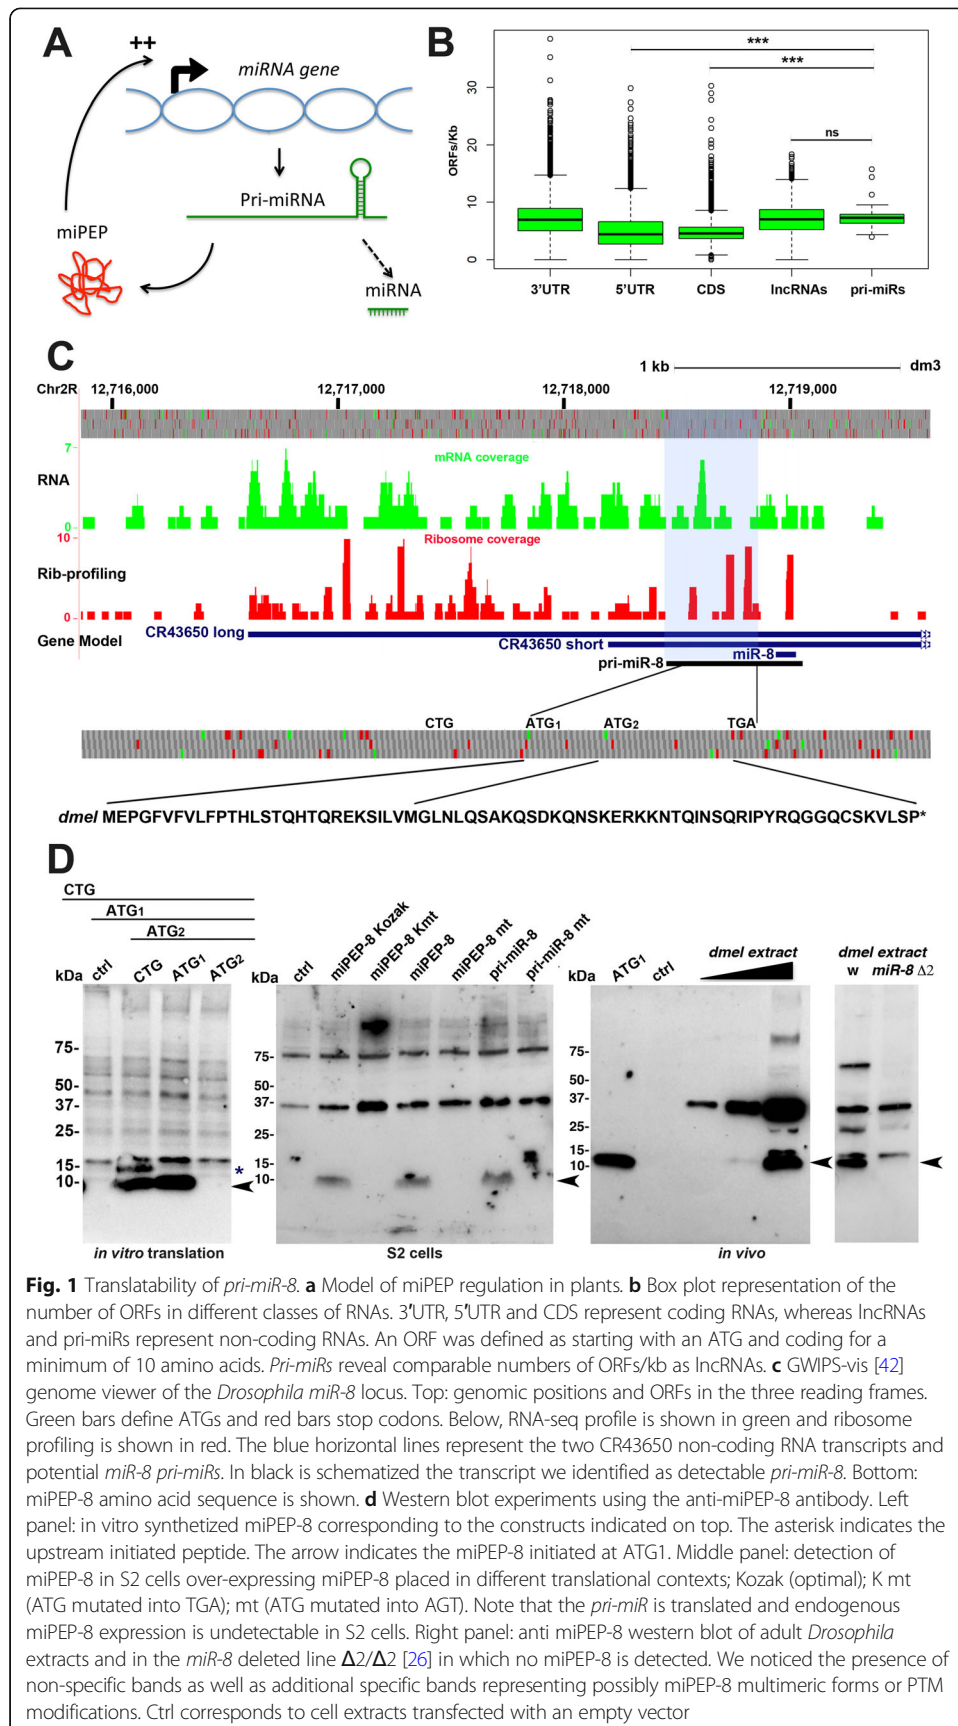 A
++
miRNA gene
Pri-miRNA
miPEP
miRNA
B
ORFs/Kb
0
10
20
30
***
***
ns
3'UTR
5'UTR
CDS
lncRNAs
pri-miRs
C
1 kb
dm3
Chr2R
12,716,000
12,717,000
12,718,000
12,719,000
7
mRNA coverage
RNA
0
10
Ribosome coverage
Rib-profiling
0
Gene Model
CR43650 long
CR43650 short
miR-8
pri-miR-8
CTG
ATG1
ATG2
TGA
dmel MEPGFVFVLFPTHLSTQHTQREKSILVMGLNLQSAKQSDKQNSKERKKNTQINSQRIPYRQGGQCSKVLSP*
D
CTG
ATG1
ATG2
kDa
ctrl
CTG
ATG1
ATG2
75-
50-
37-
25-
15-
10-
*
in vitro translation
kDa
ctrl
miPEP-8 Kozak
miPEP-8 Kmt
miPEP-8
miPEP-8 mt
pri-miR-8
pri-miR-8 mt
75-
50-
37-
25-
15-
10-
S2 cells
kDa
ATG1
ctrl
dmel extract
75-
50-
37-
25-
15-
10-
in vivo
dmel extract
w
miR-8 Δ2
Fig. 1 Translatability of pri-miR-8. a Model of miPEP regulation in plants. b Box plot representation of the
number of ORFs in different classes of RNAs. 3'UTR, 5'UTR and CDS represent coding RNAs, whereas lncRNAs
and pri-miRs represent non-coding RNAs. An ORF was defined as starting with an ATG and coding for a
minimum of 10 amino acids. Pri-miRs reveal comparable numbers of ORFs/kb as lncRNAs. c GWIPS-vis [42]
genome viewer of the Drosophila miR-8 locus. Top: genomic positions and ORFs in the three reading frames.
Green bars define ATGs and red bars stop codons. Below, RNA-seq profile is shown in green and ribosome
profiling is shown in red. The blue horizontal lines represent the two CR43650 non-coding RNA transcripts and
potential miR-8 pri-miRs. In black is schematized the transcript we identified as detectable pri-miR-8. Bottom:
miPEP-8 amino acid sequence is shown. d Western blot experiments using the anti-miPEP-8 antibody. Left
panel: in vitro synthetized miPEP-8 corresponding to the constructs indicated on top. The asterisk indicates the
upstream initiated peptide. The arrow indicates the miPEP-8 initiated at ATG1. Middle panel: detection of
miPEP-8 in S2 cells over-expressing miPEP-8 placed in different translational contexts; Kozak (optimal); K mt
(ATG mutated into TGA); mt (ATG mutated into AGT). Note that the pri-miR is translated and endogenous
miPEP-8 expression is undetectable in S2 cells. Right panel: anti miPEP-8 western blot of adult Drosophila
extracts and in the miR-8 deleted line Δ2/Δ2 [26] in which no miPEP-8 is detected. We noticed the presence of
non-specific bands as well as additional specific bands representing possibly miPEP-8 multimeric forms or PTM
modifications. Ctrl corresponds to cell extracts transfected with an empty vector